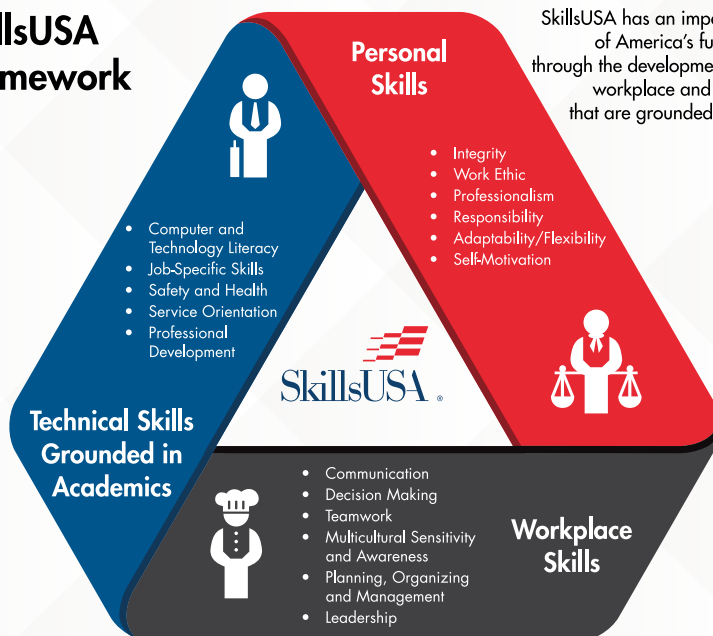 llsUSA
mework
SkillsUSA has an impe
of America's fu
through the developme
workplace and
that are grounded
Personal
Skills
• Integrity
• Work Ethic
• Professionalism
• Responsibility
• Adaptability/Flexibility
• Self-Motivation
• Computer and
Technology Literacy
• Job-Specific Skills
• Safety and Health
• Service Orientation
• Professional
Development
Technical Skills
Grounded in
Academics
SkillsUSA ®
• Communication
• Decision Making
• Teamwork
• Multicultural Sensitivity
and Awareness
• Planning, Organizing
and Management
• Leadership
Workplace
Skills